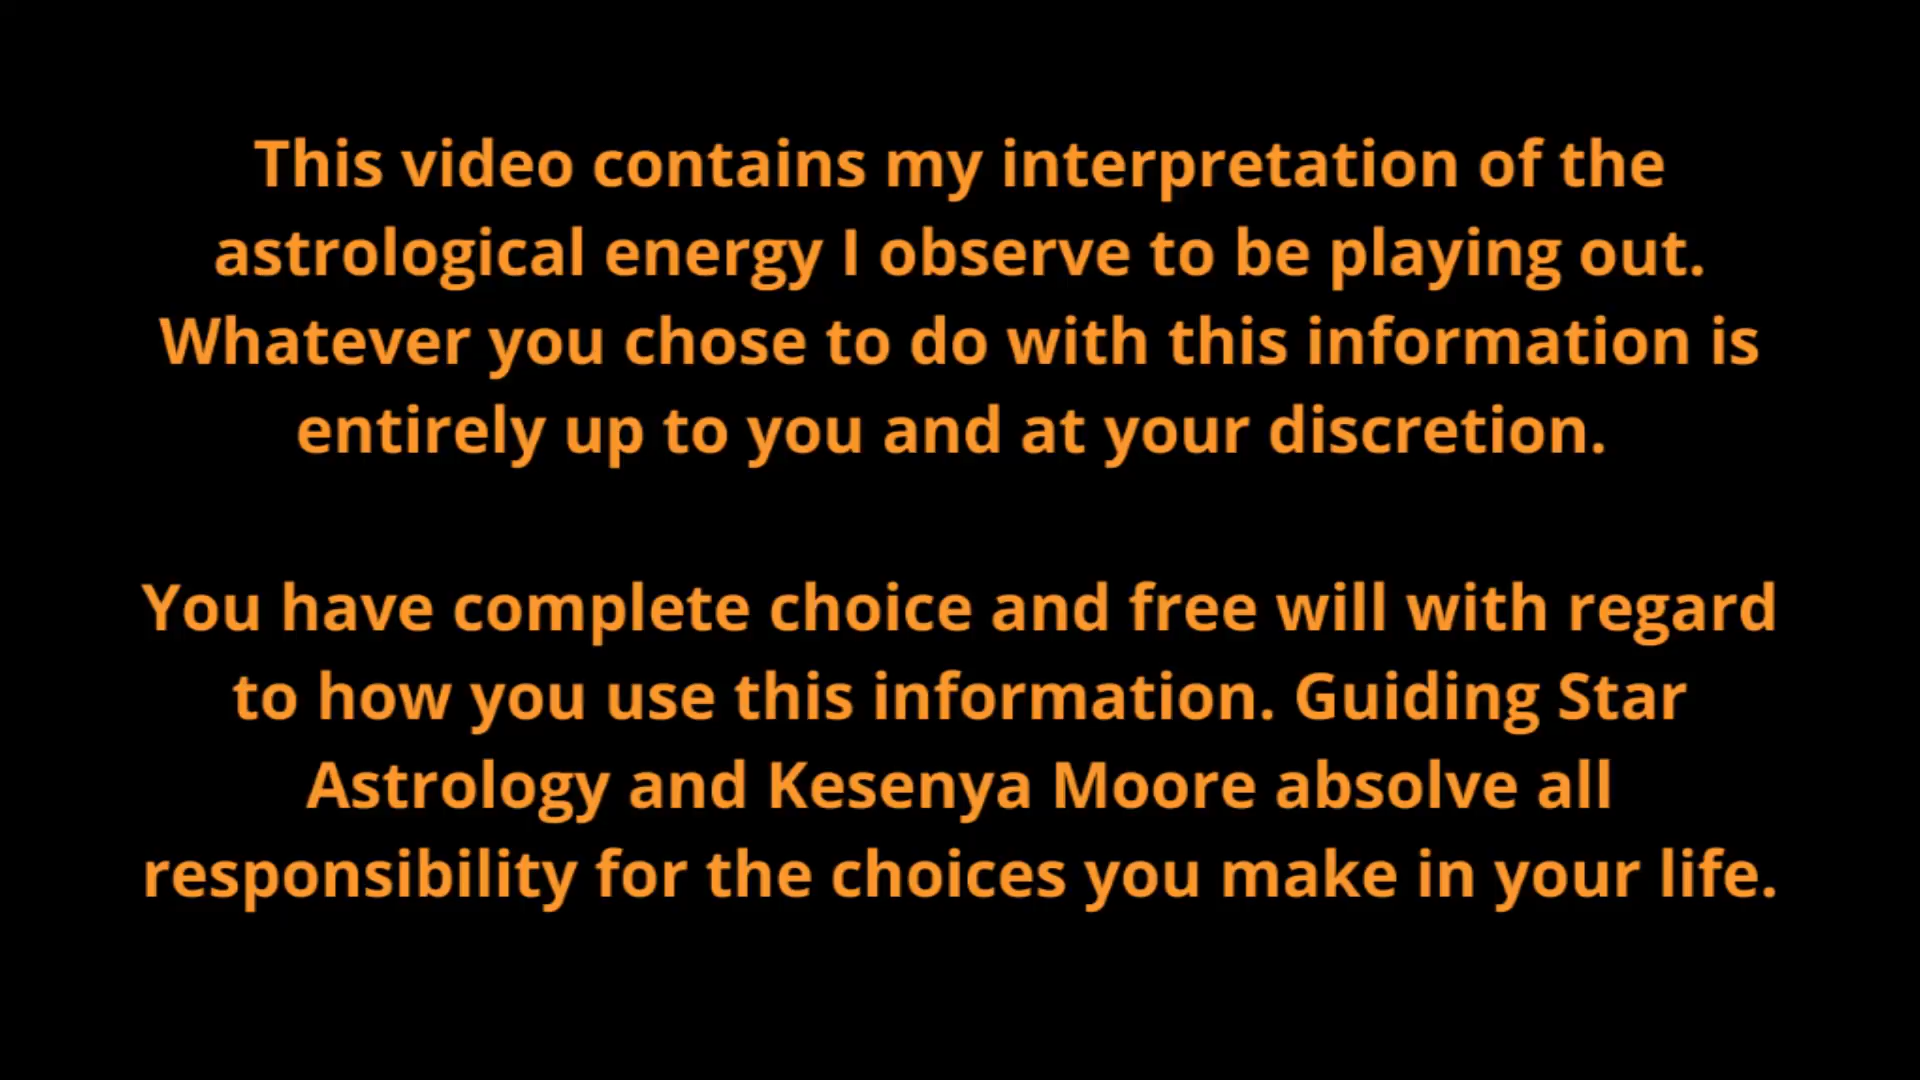 This video contains my interpretation of the
astrological energy I observe to be playing out.
Whatever you chose to do with this information is
entirely up to you and at your discretion.
You have complete choice and free will with regard
to how you use this information. Guiding Star
Astrology and Kesenya Moore absolve all
responsibility for the choices you make in your life.